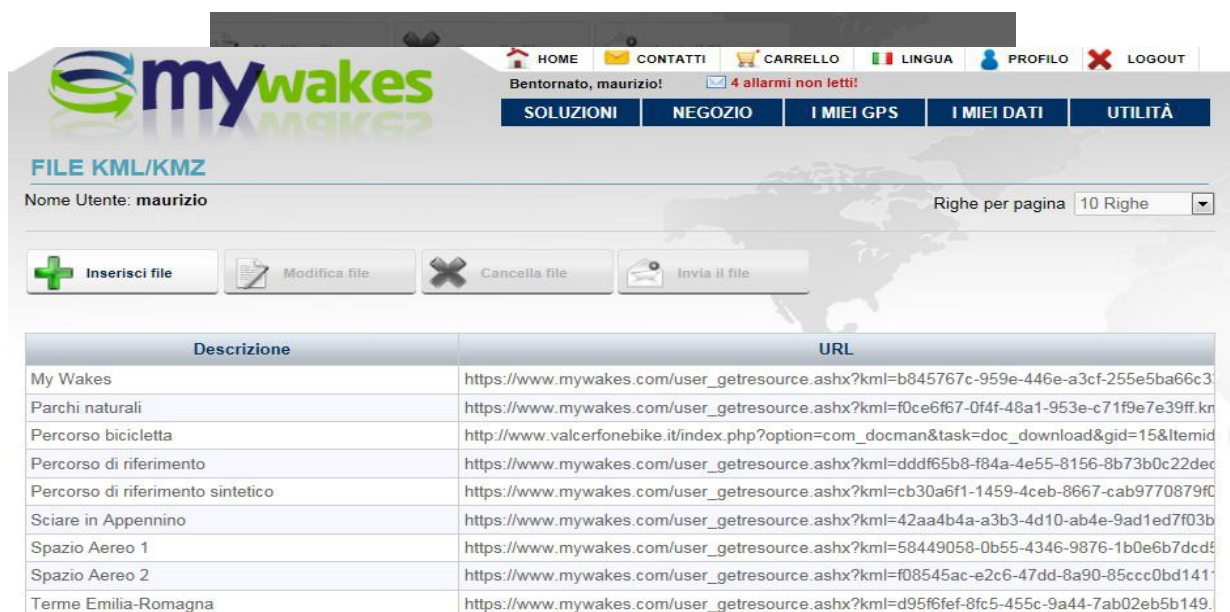 mywakes
HOME CONTATTI CARRELLO LINGUA PROFILO LOGOUT
Bentornato, maurizio! 4 allarmi non letti!
SOLUZIONI NEGOZIO I MIEI GPS I MIEI DATI UTILITÀ
FILE KML/KMZ
Nome Utente: maurizio Righe per pagina 10 Righe
Inserisci file Modifica file Cancella file Invia il file
Descrizione URL
My Wakes https://www.mywakes.com/user_getresource.ashx?kml=b845767c-959e-446e-a3cf-255e5ba66c3
Parchi naturali https://www.mywakes.com/user_getresource.ashx?kml=f0ce6f67-0f4f-48a1-953e-c71f9e7e39ff.km
Percorso bicicletta http://www.valcerfonebike.it/index.php?option=com_docman&task=doc_download&gid=15&Itemid
Percorso di riferimento https://www.mywakes.com/user_getresource.ashx?kml=dddf65b8-f84a-4e55-8156-8b73b0c22dec
Percorso di riferimento sintetico https://www.mywakes.com/user_getresource.ashx?kml=cb30a6f1-1459-4ceb-8667-cab9770879f0
Sciare in Appennino https://www.mywakes.com/user_getresource.ashx?kml=42aa4b4a-a3b3-4d10-ab4e-9ad1ed7f03b
Spazio Aereo 1 https://www.mywakes.com/user_getresource.ashx?kml=58449058-0b55-4346-9876-1b0e6b7dcd5
Spazio Aereo 2 https://www.mywakes.com/user_getresource.ashx?kml=f08545ac-e2c6-47dd-8a90-85ccc0bd141
Terme Emilia-Romagna https://www.mywakes.com/user_getresource.ashx?kml=d95f6fef-8fc5-455c-9a44-7ab02eb5b149.